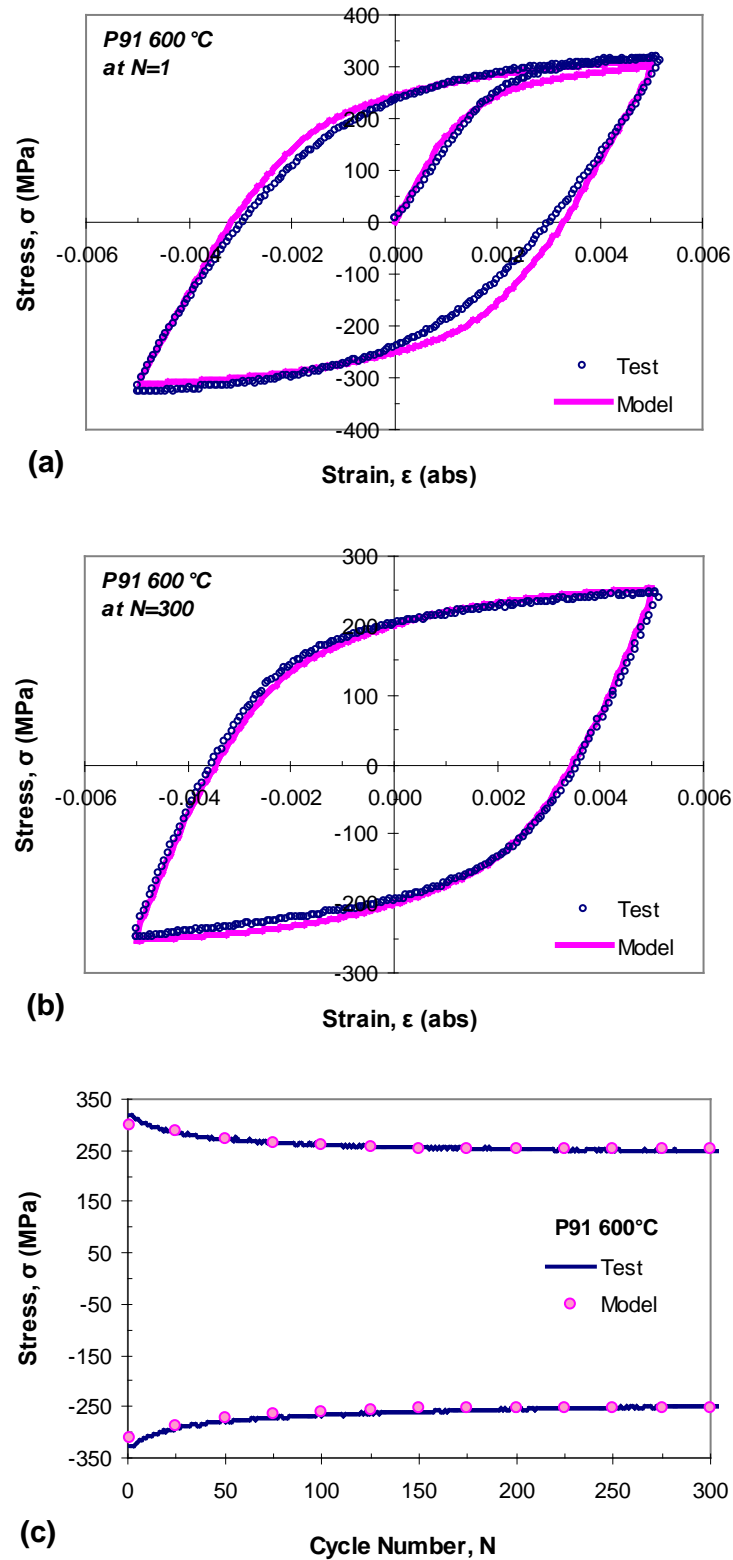 400
P91 600 °C
at N=1
300
200
100
Stress, σ (MPa)
0
-0.006 -0.004 -0.002 0.000 0.002 0.004 0.006
-100
-200
Test
-300
Model
-400
(a)
Strain, ε (abs)
300
P91 600 °C
at N=300
200
100
Stress, σ (MPa)
0
-0.006 -0.004 -0.002 0.000 0.002 0.004 0.006
-100
-200
Test
Model
-300
(b)
Strain, ε (abs)
350
250
150
P91 600°C
50
Test
Stress, σ (MPa)
-50
Model
-150
-250
-350
0 50 100 150 200 250 300
(c)
Cycle Number, N